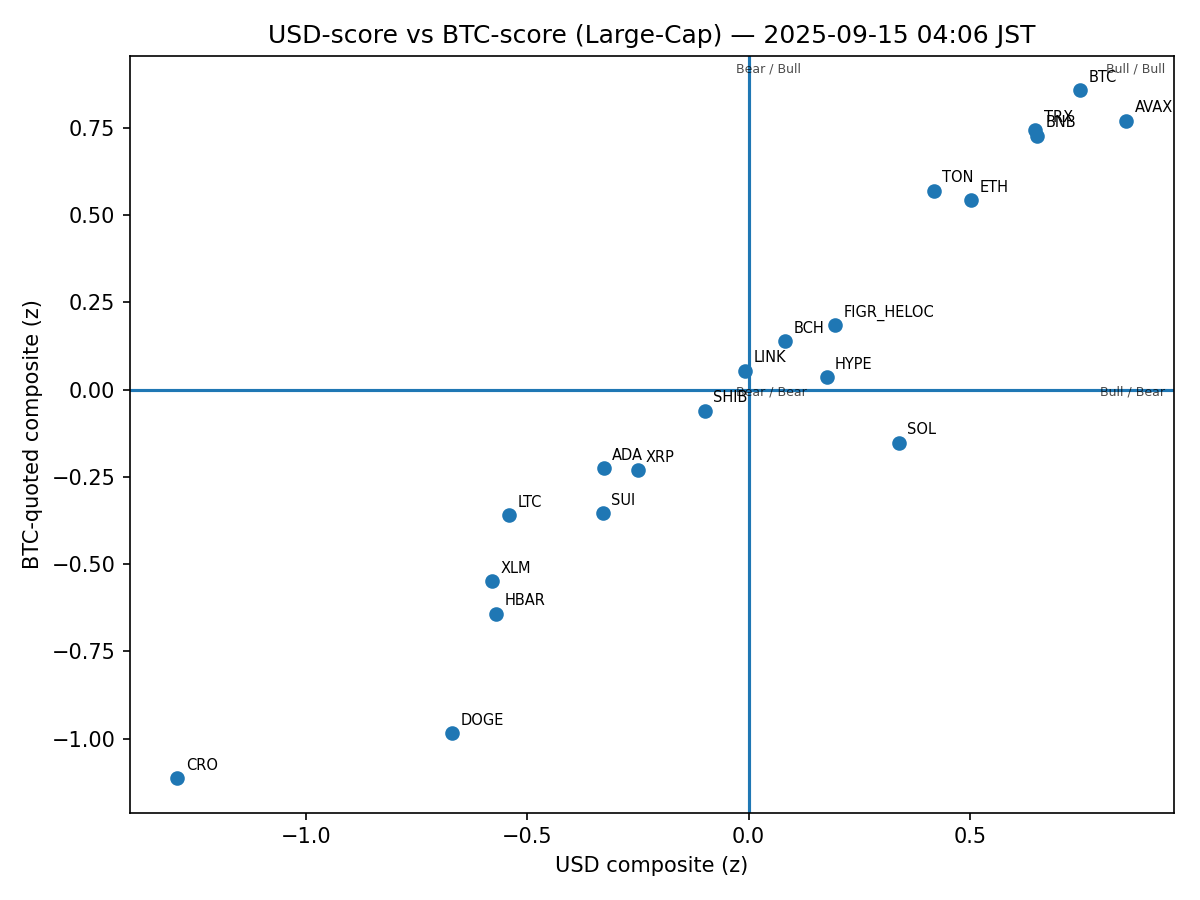 USD-score vs BTC-score (Large-Cap) — 2025-09-15 04:06 JST
Bear / Bull
Bull / Bull
BTC
AVAX
TRX
BNB
TON
ETH
FIGR_HELOC
BCH
LINK
HYPE
SHIB
Bear / Bear
Bull / Bear
SOL
ADA
XRP
SUI
LTC
XLM
HBAR
DOGE
CRO
0.75
0.50
0.25
0.00
−0.25
−0.50
−0.75
−1.00
BTC-quoted composite (z)
−1.0
−0.5
0.0
0.5
USD composite (z)